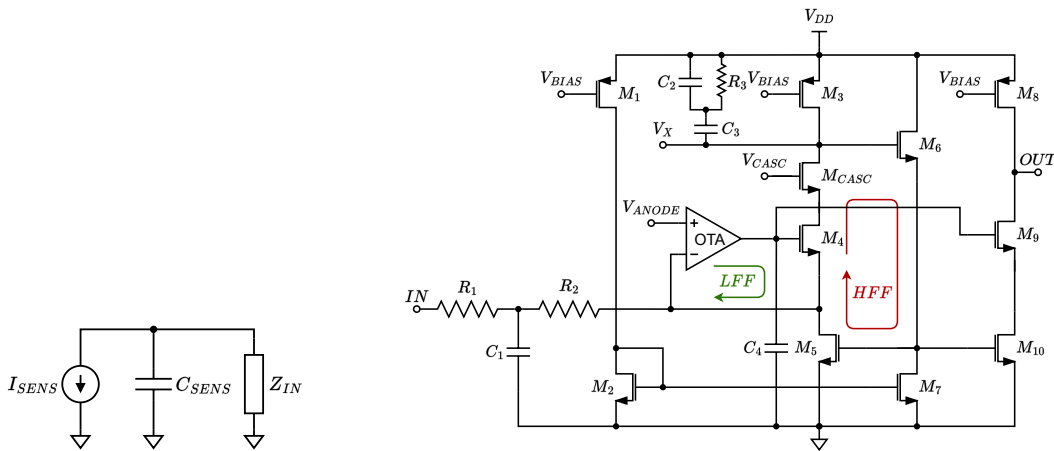 V_DD
V_BIAS
M_1
C_2
R_3
V_BIAS
M_3
V_BIAS
M_8
C_3
V_X
M_6
V_CASC
M_CASC
OUT
V_ANODE
+
OTA
−
M_4
M_9
LFF
HFF
IN
R_1
R_2
C_1
C_4
M_5
M_10
I_SENS
C_SENS
Z_IN
M_2
M_7